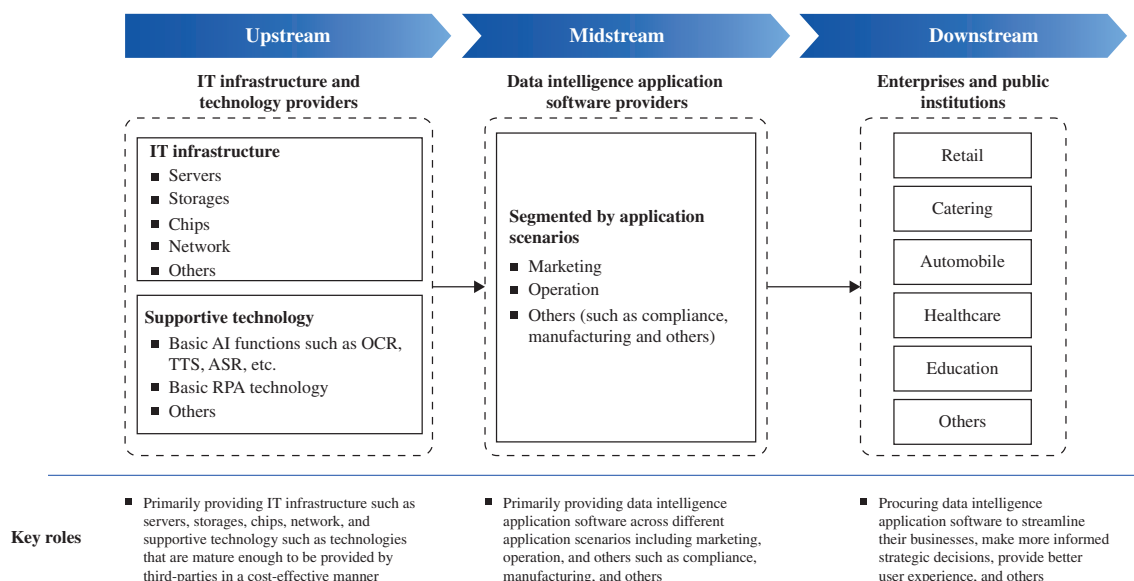 Upstream
Midstream
Downstream
IT infrastructure and
technology providers
Data intelligence application
software providers
Enterprises and public
institutions
IT infrastructure
■ Servers
■ Storages
■ Chips
■ Network
■ Others
Supportive technology
■ Basic AI functions such as OCR,
TTS, ASR, etc.
■ Basic RPA technology
■ Others
Segmented by application
scenarios
■ Marketing
■ Operation
■ Others (such as compliance,
manufacturing and others)
Retail
Catering
Automobile
Healthcare
Education
Others
Key roles
■ Primarily providing IT infrastructure such as
servers, storages, chips, network, and
supportive technology such as technologies
that are mature enough to be provided by
third-parties in a cost-effective manner
■ Primarily providing data intelligence
application software across different
application scenarios including marketing,
operation, and others such as compliance,
manufacturing, and others
■ Procuring data intelligence
application software to streamline
their businesses, make more informed
strategic decisions, provide better
user experience, and others